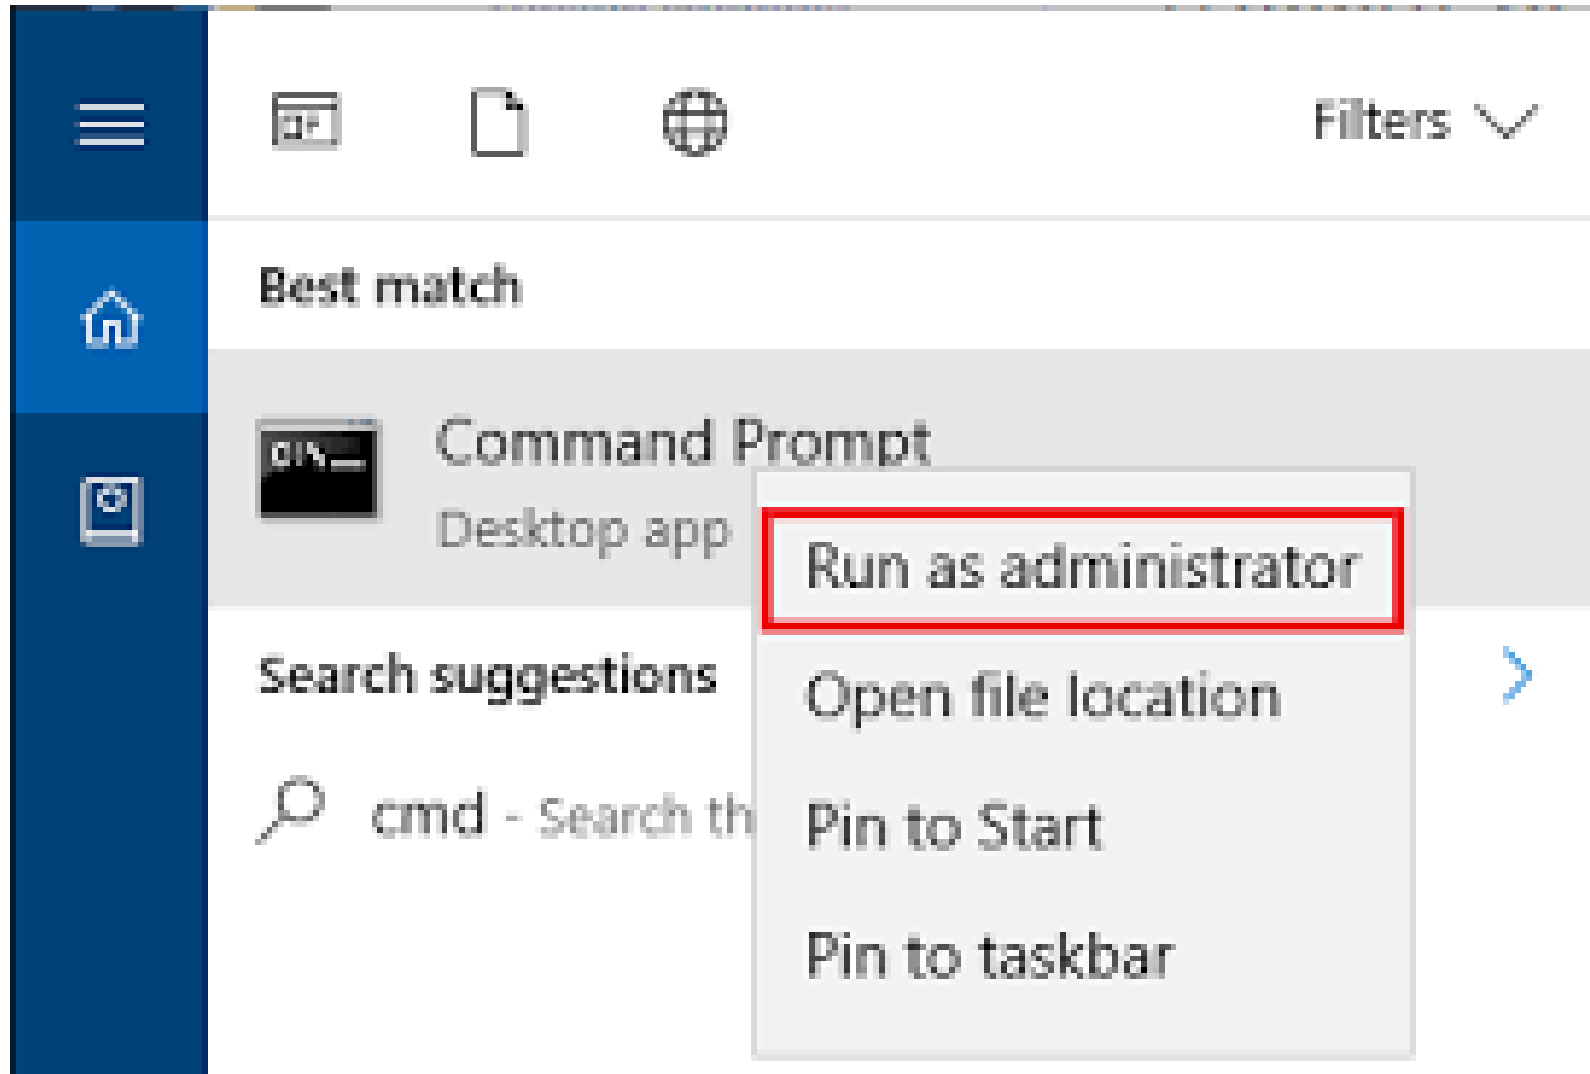 Filters
Best match
Command Prompt
Desktop app
Run as administrator
Search suggestions
Open file location
cmd - Search th
Pin to Start
Pin to taskbar